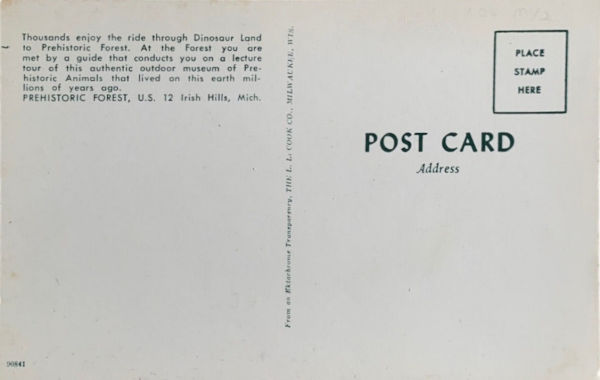 Thousands enjoy the ride through Dinosaur Land
to Prehistoric Forest. At the Forest you are
met by a guide that conducts you on a lecture
tour of this authentic outdoor museum of Pre-
historic Animals that lived on this earth mil-
lions of years ago.
PREHISTORIC FOREST, U.S. 12 Irish Hills, Mich.
From an Ektachrome Transparency, THE L. L. COOK CO., MILWAUKEE, WIS.
PLACE
STAMP
HERE
POST CARD
Address
90841